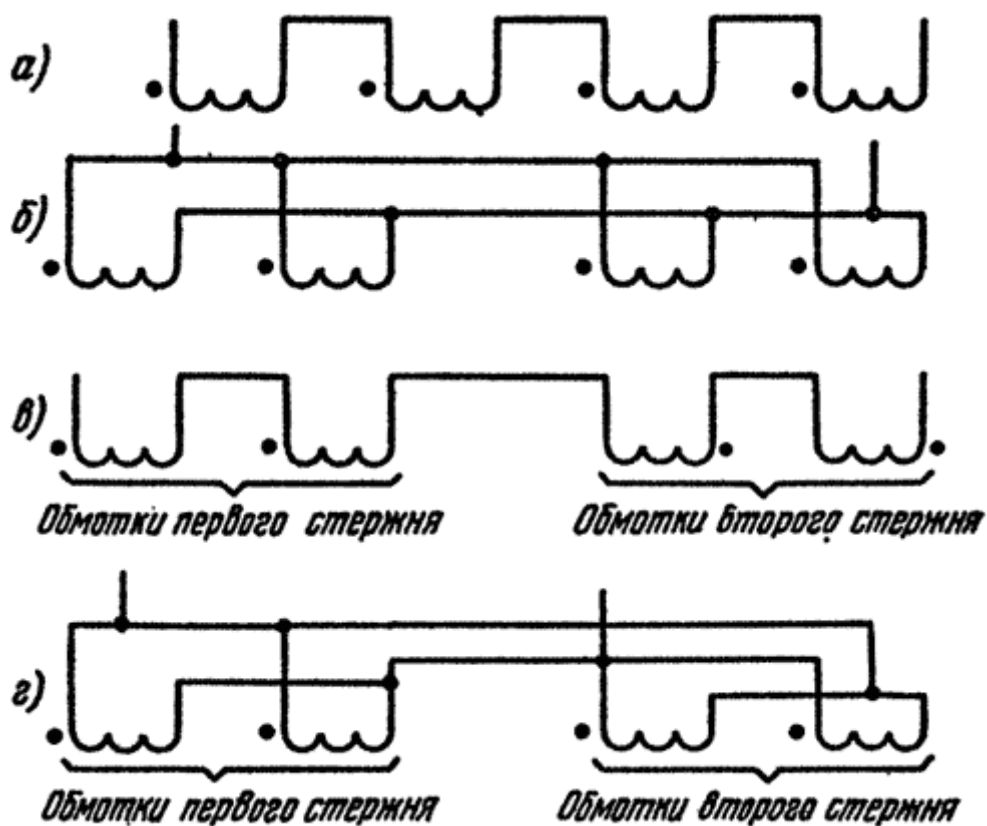 а)
б)
в)
Обмотки первого стержня
Обмотки второго стержня
г)
Обмотки первого стержня
Обмотки второго стержня